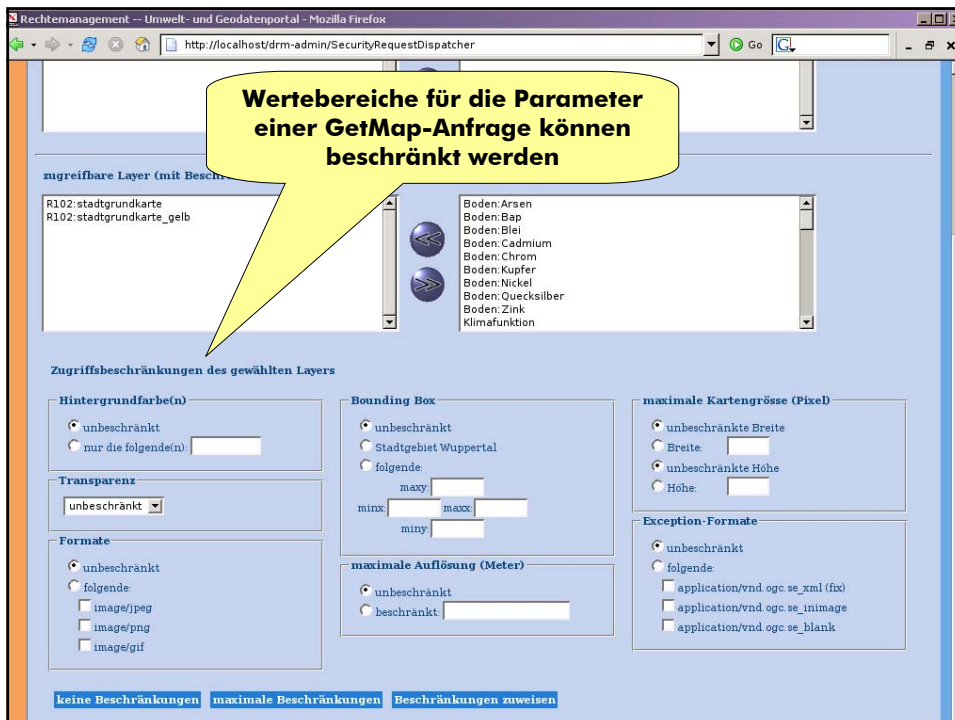 Rechtemanagement -- Umwelt- und Geodatenportal - Mozilla Firefox
http://localhost/drm-admin/SecurityRequestDispatcher
Go
G
Wertebereiche für die Parameter
einer GetMap-Anfrage können
beschränkt werden
zugreifbare Layer (mit
R102:stadtgrundkarte
R102:stadtgrundkarte_gelb
Boden:Arsen
Boden:Bap
Boden:Blei
Boden:Cadmium
Boden:Chrom
Boden:Kupfer
Boden:Nickel
Boden:Quecksilber
Boden:Zink
Klimafunktion
Zugriffsbeschränkungen des gewählten Layers
Hintergrundfarbe(n)
unbeschränkt
nur die folgende(n):
Transparenz
unbeschränkt
Formate
unbeschränkt
folgende:
image/jpeg
image/png
image/gif
Bounding Box
unbeschränkt
Stadtgebiet Wuppertal
folgende:
maxy:
minx: maxx:
miny:
maximale Auflösung (Meter)
unbeschränkt
beschränkt:
maximale Kartengrösse (Pixel)
unbeschränkte Breite
Breite:
unbeschränkte Höhe
Höhe:
Exception-Formate
unbeschränkt
folgende:
application/vnd.ogc.se_xml (fix)
application/vnd.ogc.se_inimage
application/vnd.ogc.se_blank
keine Beschränkungen maximale Beschränkungen Beschränkungen zuweisen